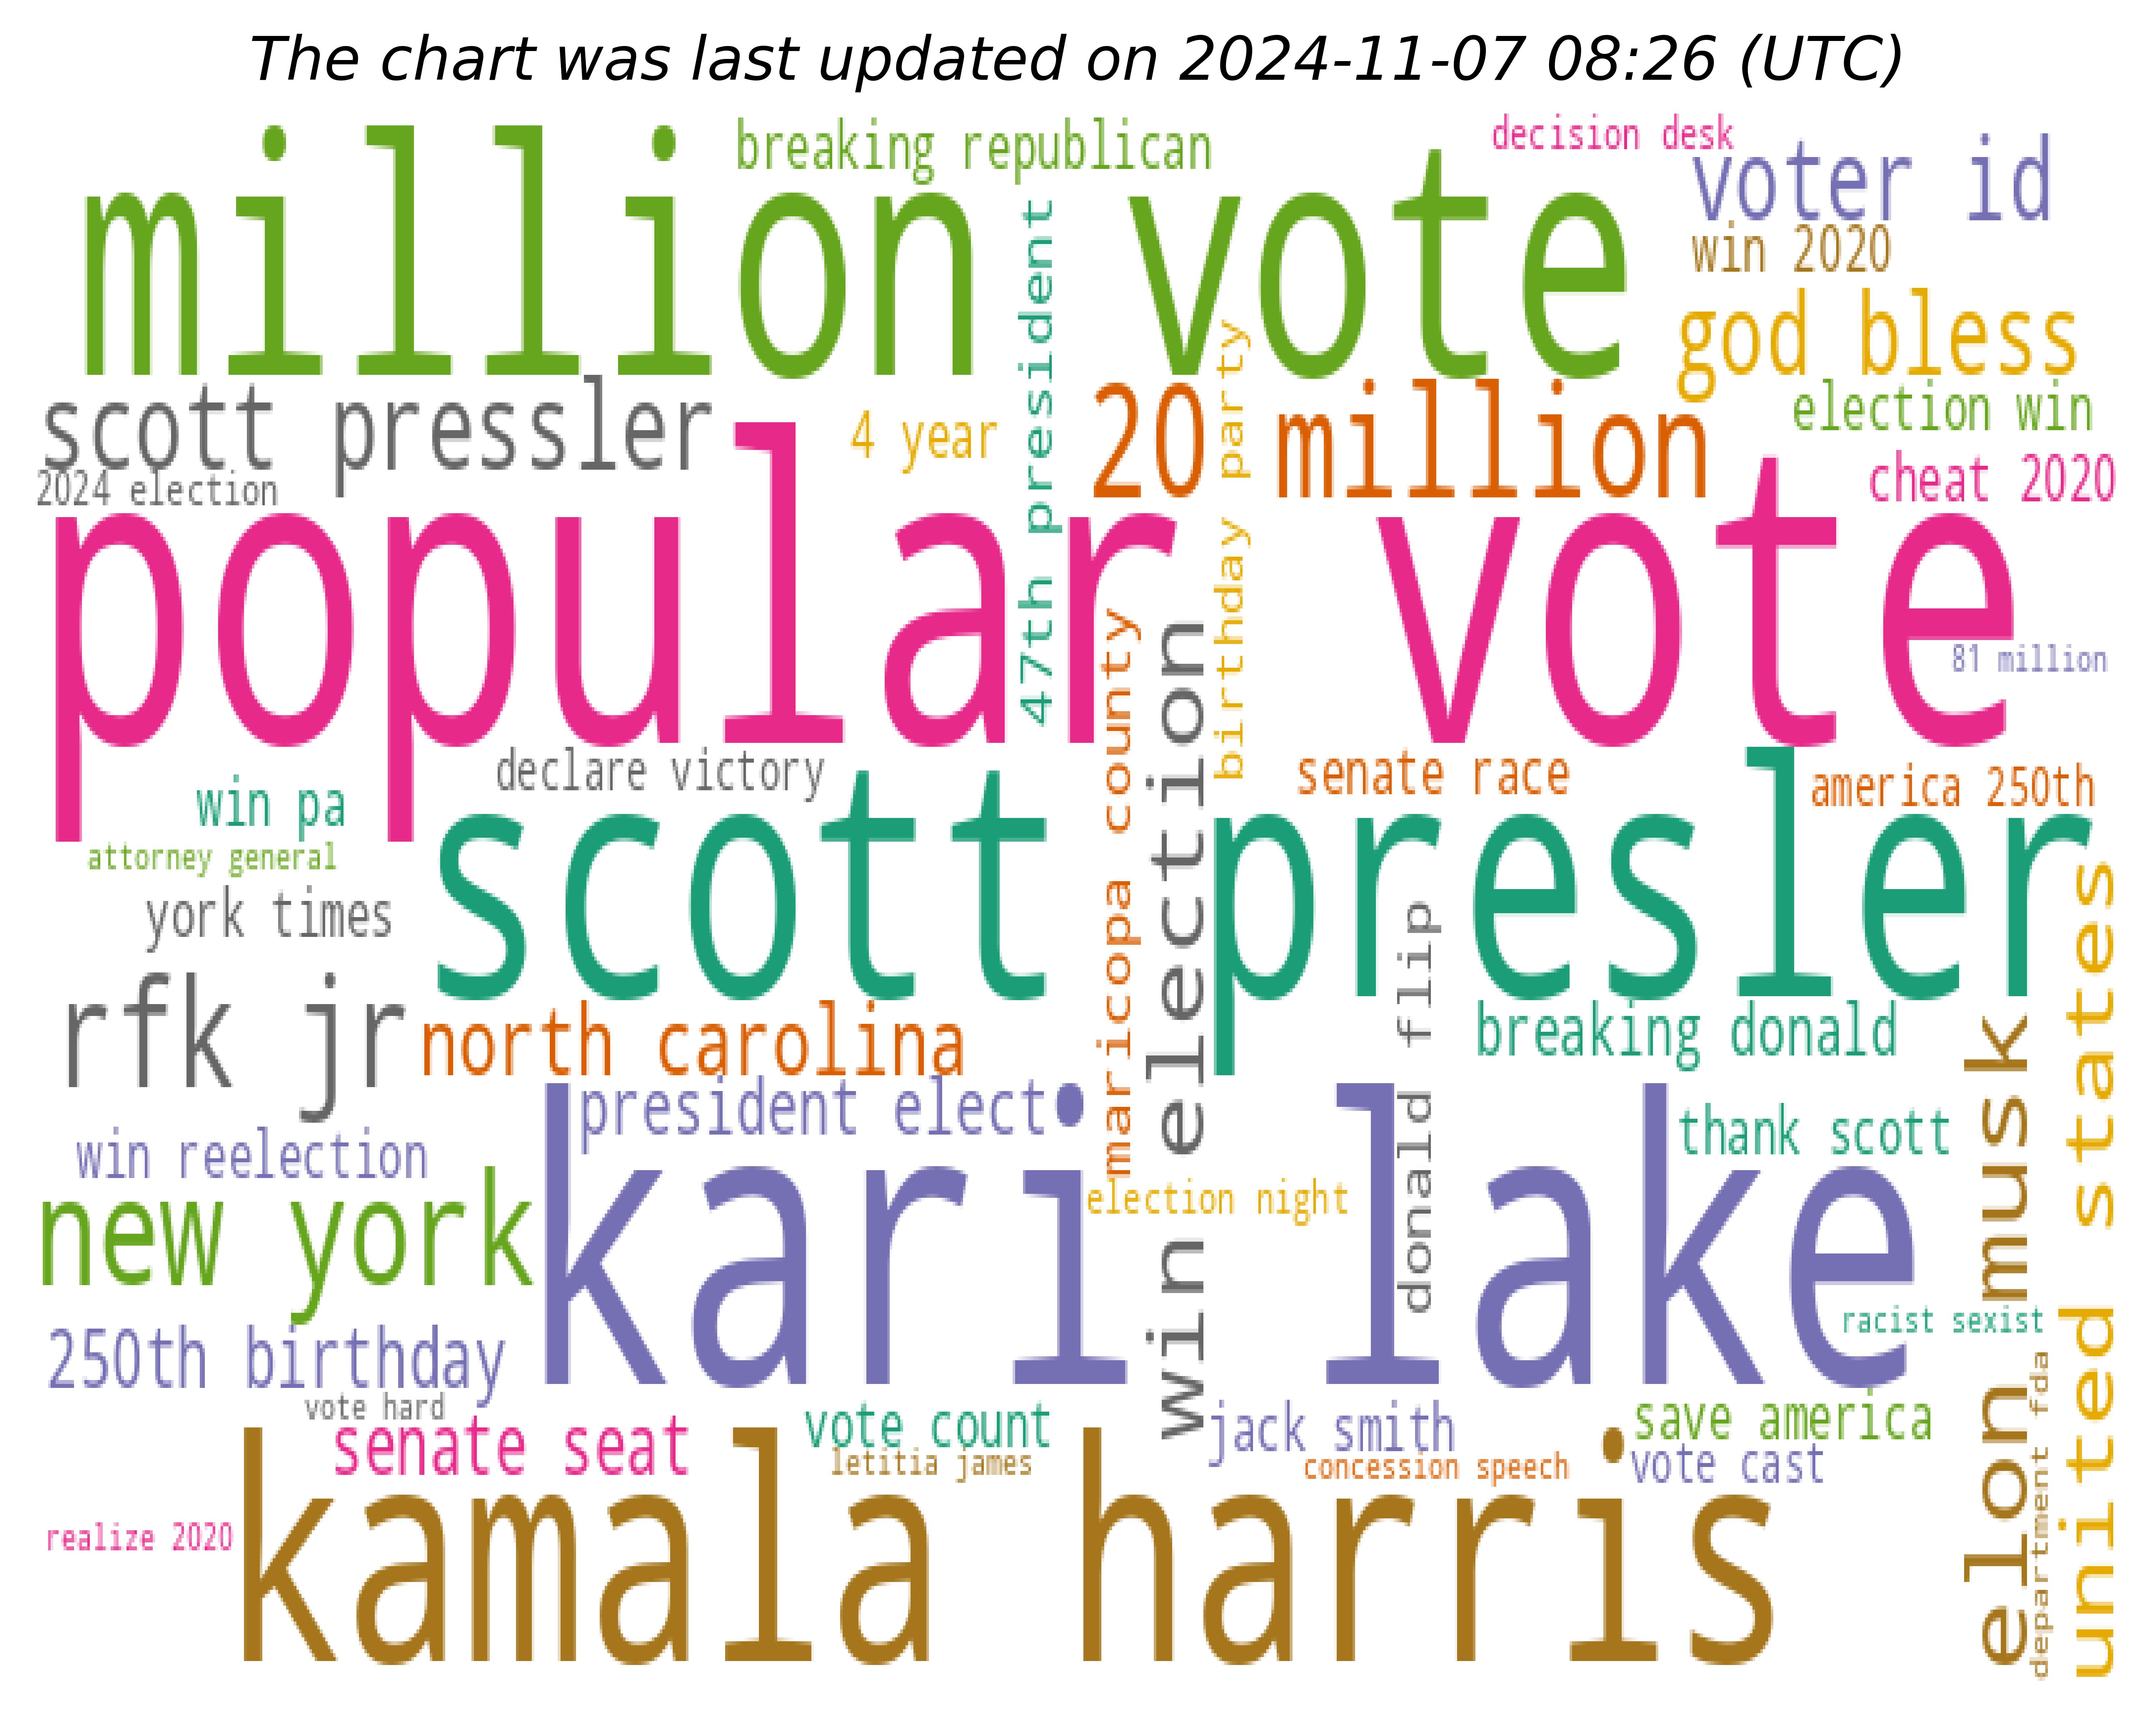 The chart was last updated on 2024-11-07 08:26 (UTC)
million vote
breaking republican
decision desk
voter id
win 2020
god bless
47th president
scott pressler
4 year
20 million
birthday party
election win
2024 election
cheat 2020
popular vote
81 million
maricopa county
win election
declare victory
senate race
america 250th
win pa
scott presler
attorney general
york times
rfk jr
north carolina
donald flip
breaking donald
elon musk
united states
president elect
thank scott
win reelection
kari lake
new york
election night
racist sexist
250th birthday
department fda
vote hard
senate seat
vote count
jack smith
save america
letitia james
concession speech
vote cast
kamala harris
realize 2020